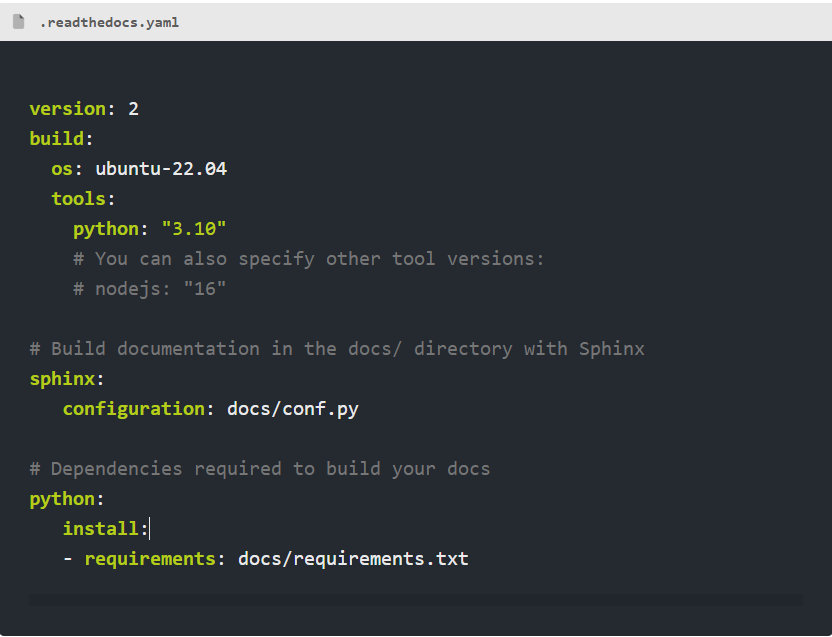 .readthedocs.yaml
version: 2
build:
  os: ubuntu-22.04
  tools:
    python: "3.10"
    # You can also specify other tool versions:
    # nodejs: "16"

# Build documentation in the docs/ directory with Sphinx
sphinx:
   configuration: docs/conf.py

# Dependencies required to build your docs
python:
   install:
   - requirements: docs/requirements.txt